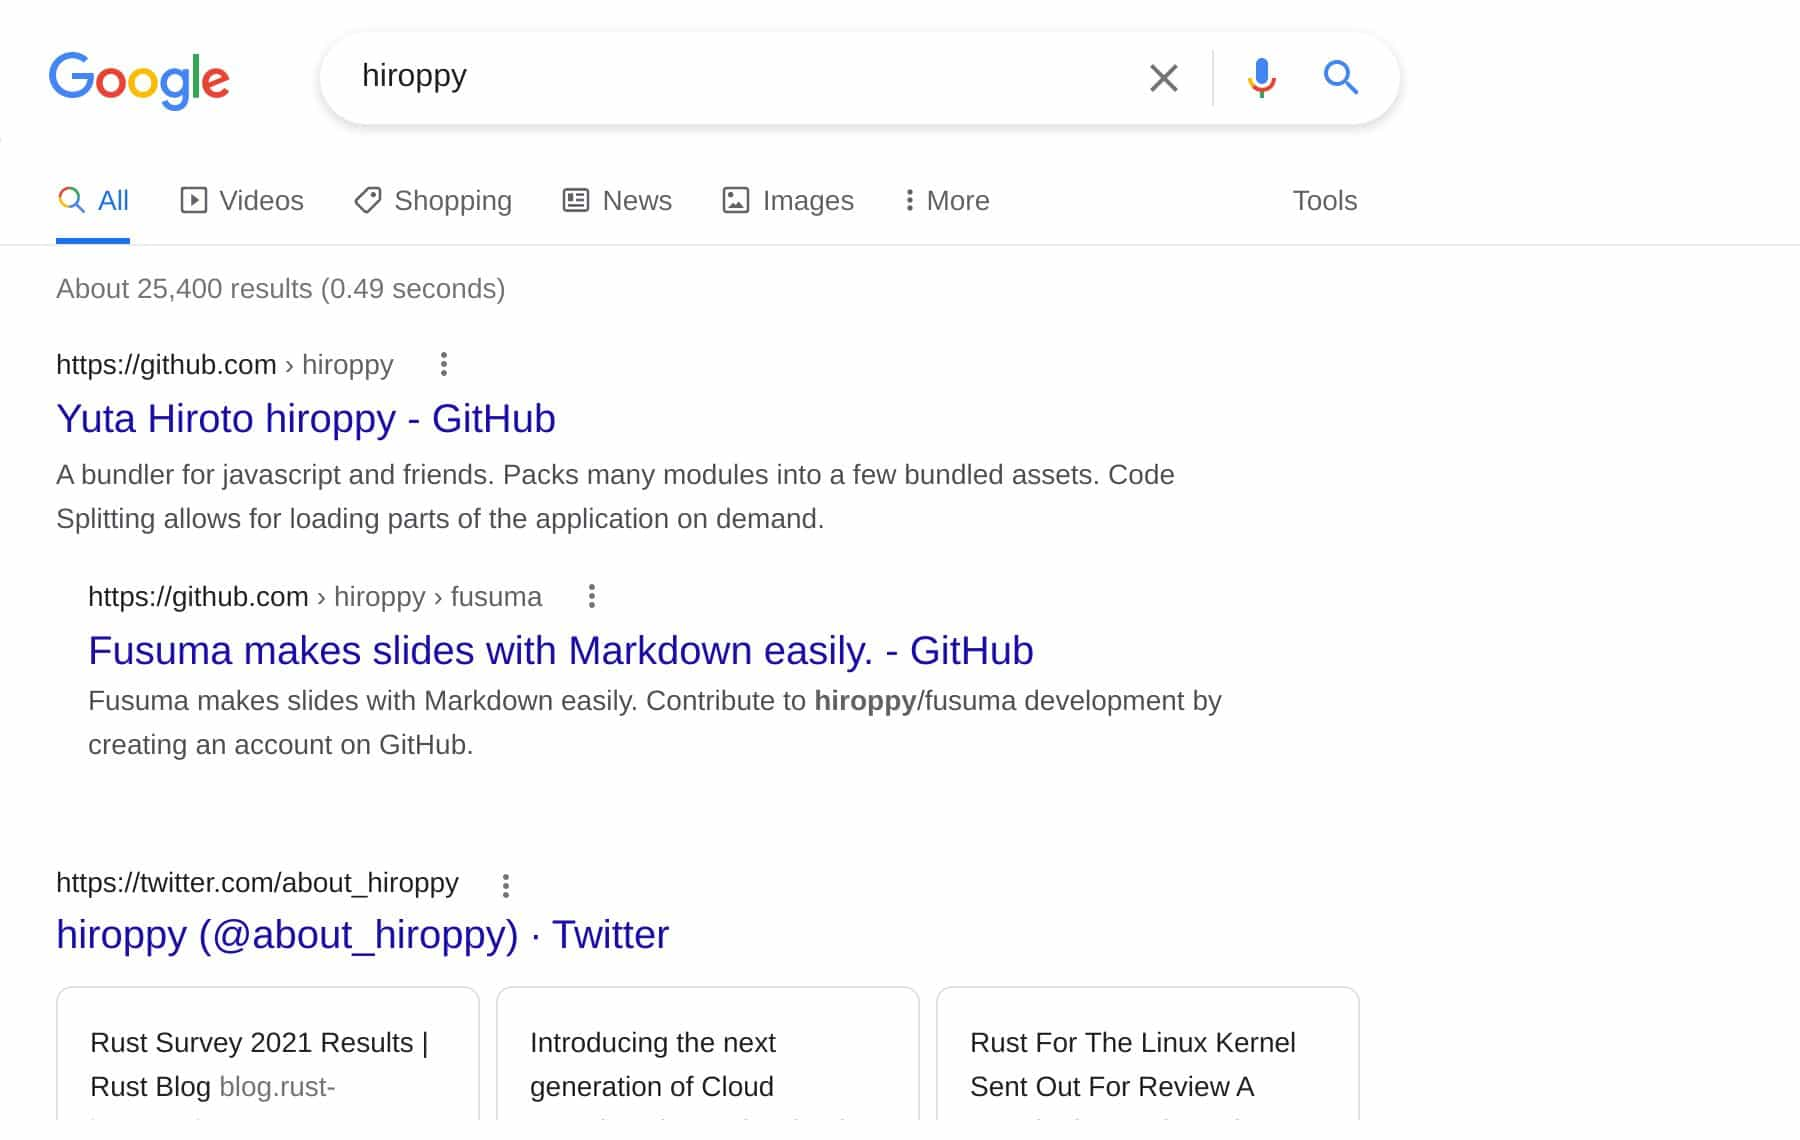 Google
hiroppy
All Videos Shopping News Images More Tools
About 25,400 results (0.49 seconds)
https://github.com › hiroppy
Yuta Hiroto hiroppy - GitHub
A bundler for javascript and friends. Packs many modules into a few bundled assets. Code
Splitting allows for loading parts of the application on demand.
https://github.com › hiroppy › fusuma
Fusuma makes slides with Markdown easily. - GitHub
Fusuma makes slides with Markdown easily. Contribute to hiroppy/fusuma development by
creating an account on GitHub.
https://twitter.com/about_hiroppy
hiroppy (@about_hiroppy) · Twitter
Rust Survey 2021 Results |
Rust Blog blog.rust-
Introducing the next
generation of Cloud
Rust For The Linux Kernel
Sent Out For Review A